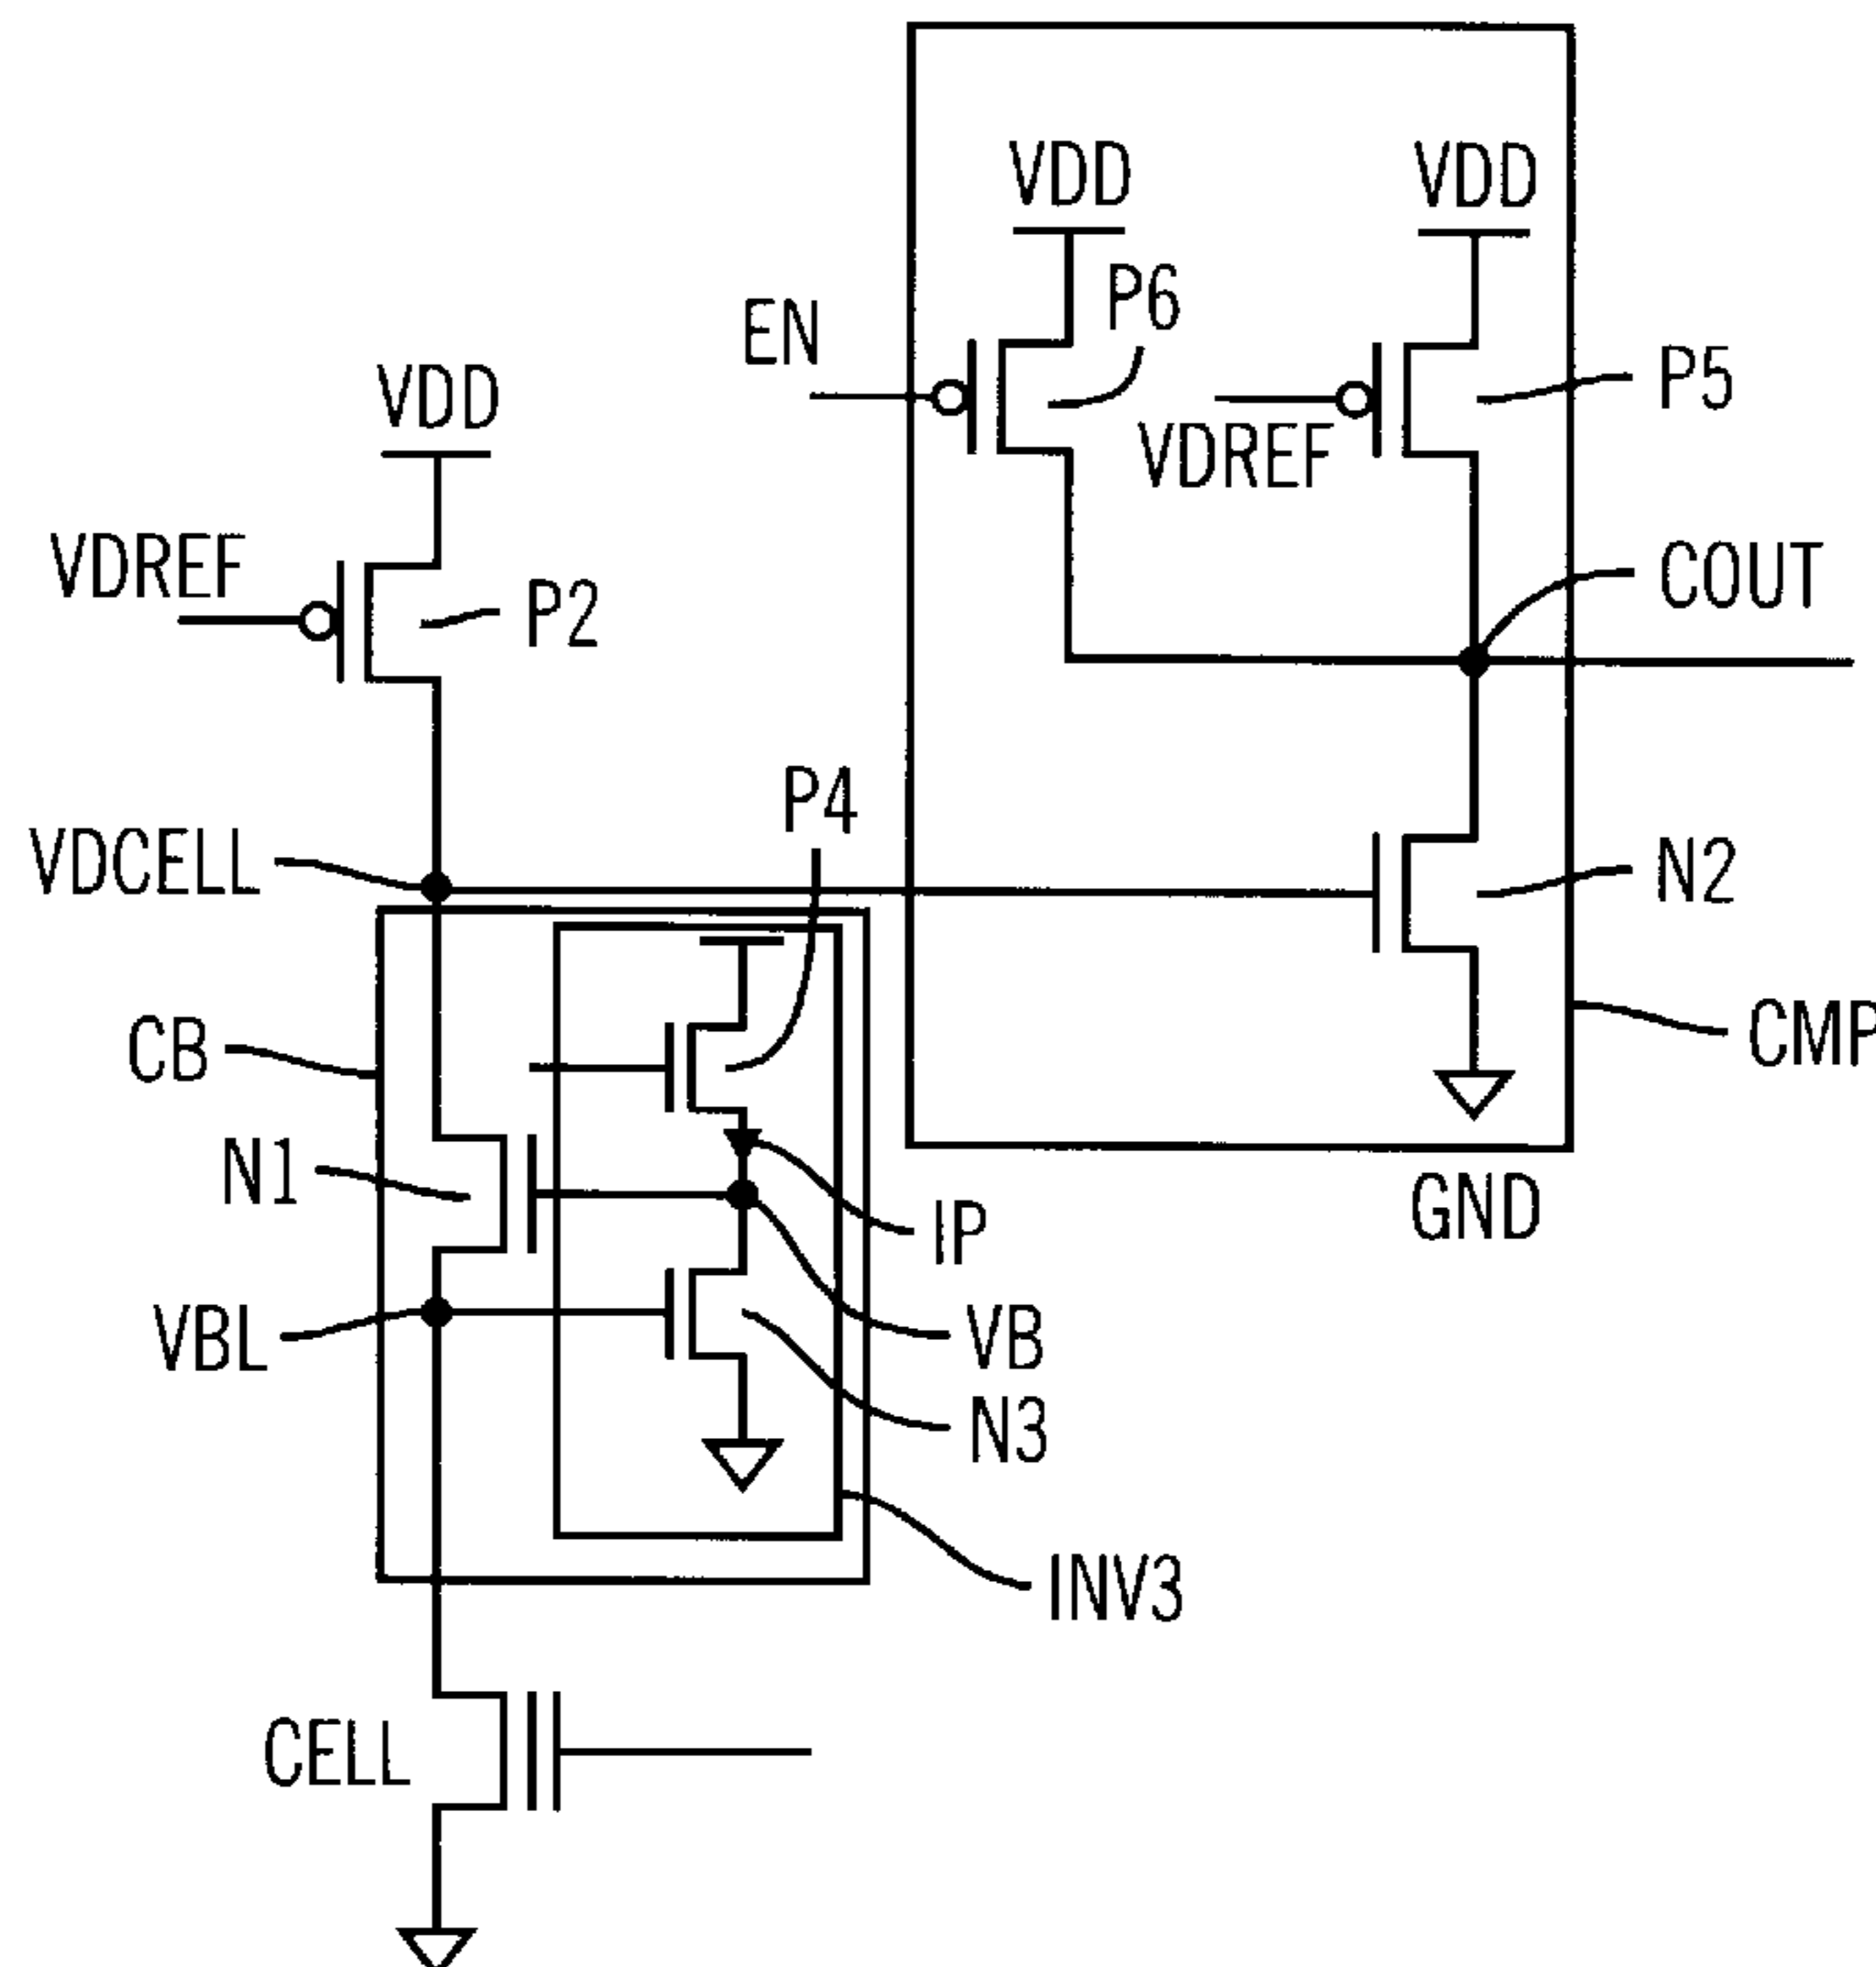 VDD
VDD
P6
EN
P5
VDD
VDREF
VDREF
COUT
P2
P4
VDCELL
N2
CB
CMP
N1
IP
GND
VBL
VB
N3
INV3
CELL